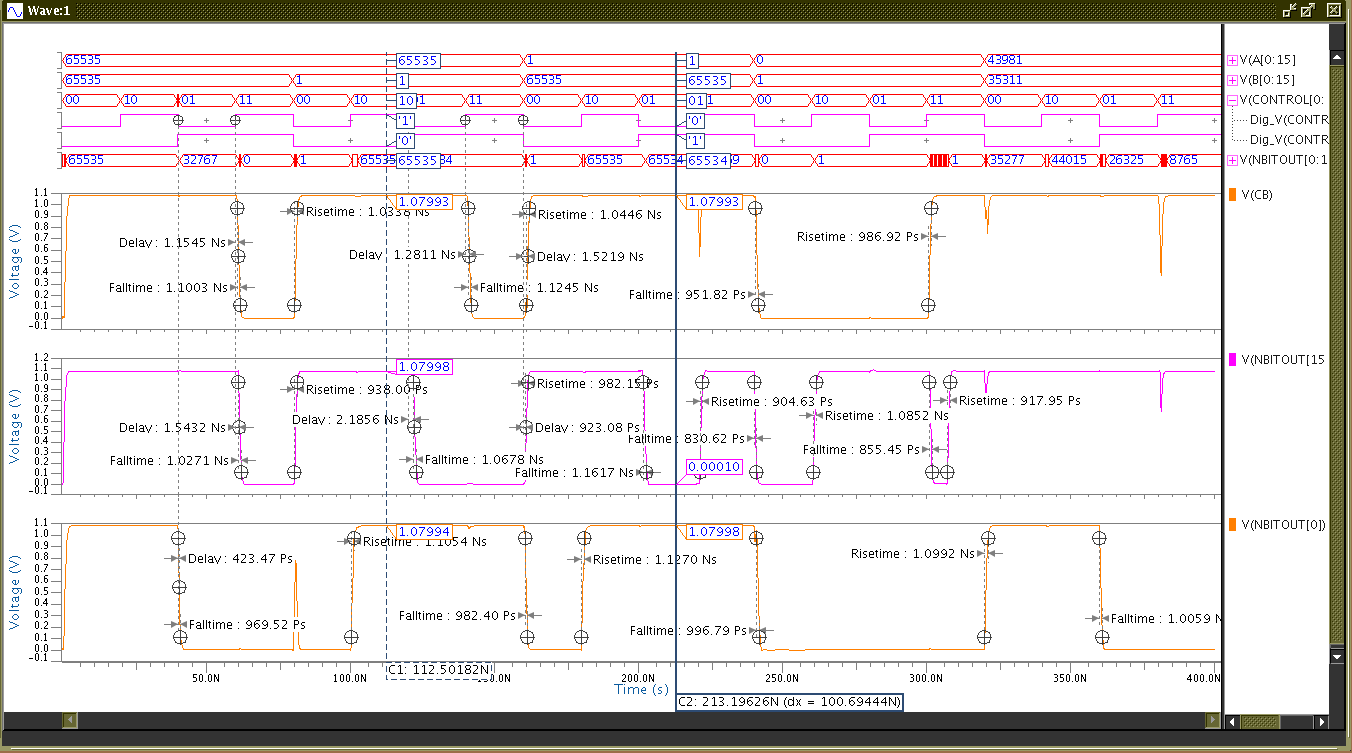 Wave:1
65535 65535 1 1 0 43981 V(A[0:15]
65535 1 1 65535 65535 1 35311 V(B[0:15]
00 10 01 11 00 10 10 01 11 00 10 01 01 1 00 10 01 11 00 10 01 11 V(CONTROL[0:
'1' '0' Dig_V(CONTR
'0' '1' Dig_V(CONTR
65535 32767 0 1 65535 65535 34 1 65535 65534 65534 9 0 1 1 35277 44015 26325 8765 V(NBITOUT[0:1
V(CB)
Voltage (V)
1.1
1.0
0.9
0.8
0.7
0.6
0.5
0.4
0.3
0.2
0.1
0.0
-0.1
1.07993 1.07993
Risetime : 1.0338 Ns
Risetime : 1.0446 Ns
Delay : 1.1545 Ns
Delay : 1.2811 Ns
Delay : 1.5219 Ns
Risetime : 986.92 Ps
Falltime : 1.1003 Ns
Falltime : 1.1245 Ns
Falltime : 951.82 Ps
V(NBITOUT[15
Voltage (V)
1.2
1.1
1.0
0.9
0.8
0.7
0.6
0.5
0.4
0.3
0.2
0.1
0.0
-0.1
1.07998
0.00010
Risetime : 938.00 Ps
Risetime : 982.15 Ps
Risetime : 904.63 Ps
Risetime : 917.95 Ps
Delay : 1.5432 Ns
Delay : 2.1856 Ns
Delay : 923.08 Ps
Risetime : 1.0852 Ns
Falltime : 830.62 Ps
Falltime : 855.45 Ps
Falltime : 1.0271 Ns
Falltime : 1.0678 Ns
Falltime : 1.1617 Ns
V(NBITOUT[0])
Voltage (V)
1.1
1.0
0.9
0.8
0.7
0.6
0.5
0.4
0.3
0.2
0.1
0.0
-0.1
1.07994 1.07998
Risetime : 1.1054 Ns
Delay : 423.47 Ps
Risetime : 1.1270 Ns
Risetime : 1.0992 Ns
Falltime : 969.52 Ps
Falltime : 982.40 Ps
Falltime : 996.79 Ps
Falltime : 1.0059 N
C1: 112.50182N
50.0N 100.0N 200.0N 250.0N 300.0N 350.0N 400.0N
Time (s)
C2: 213.19626N (dx = 100.69444N)